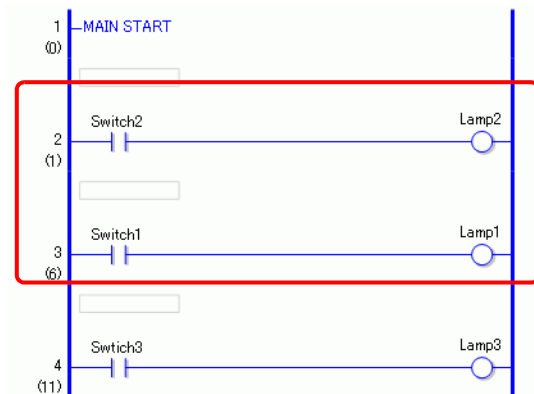 1 MAIN START
(0)
Switch2 Lamp2
2
(1)
Switch1 Lamp1
3
(6)
Swtich3 Lamp3
4
(11)